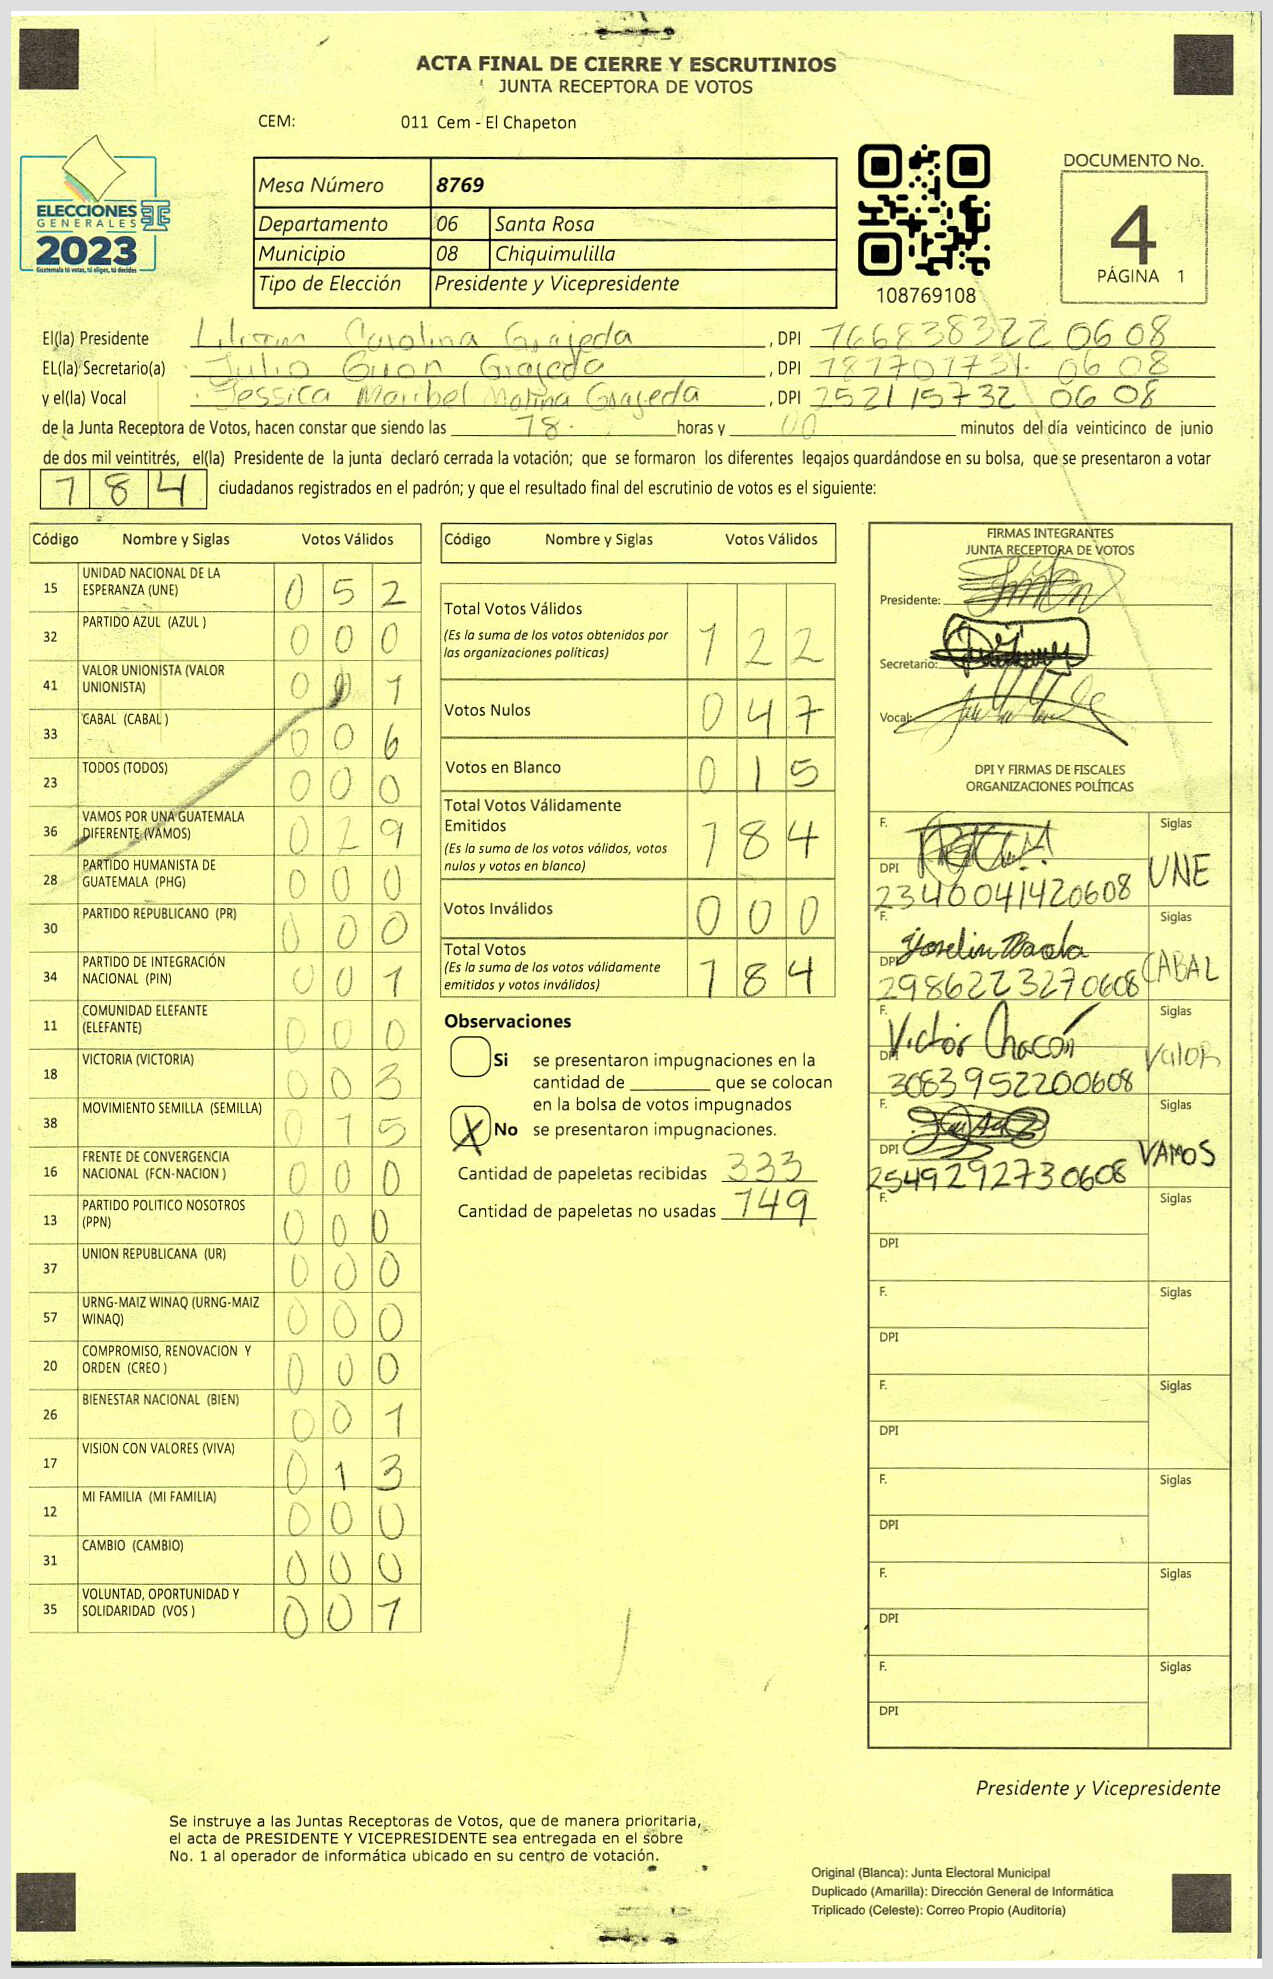 ACTA FINAL DE CIERRE Y ESCRUTINIOS
JUNTA RECEPTORA DE VOTOS
CEM: 011 Cem - El Chapeton
ELECCIONES
GENERALES
2023
Guatemala tú votas, tú eliges, tú decides
Mesa Número 8769
Departamento 06 Santa Rosa
Municipio 08 Chiquimulilla
Tipo de Elección Presidente y Vicepresidente
108769108
DOCUMENTO No.
4
PÁGINA 1
El(la) Presidente Lilian Carolina Grajeda , DPI 166838322 0608
EL(la) Secretario(a) Julio Grajeda , DPI 0608
y el(la) Vocal Jessica Maribel Molina Grajeda , DPI 252115732 0608
de la Junta Receptora de Votos, hacen constar que siendo las 18 horas y 00 minutos del día veinticinco de junio
de dos mil veintitrés, el(la) Presidente de la junta declaró cerrada la votación; que se formaron los diferentes legajos guardándose en su bolsa, que se presentaron a votar
184 ciudadanos registrados en el padrón; y que el resultado final del escrutinio de votos es el siguiente:
Código Nombre y Siglas Votos Válidos
15 UNIDAD NACIONAL DE LA
ESPERANZA (UNE) 0 5 2
32 PARTIDO AZUL (AZUL ) 0 0 0
41 VALOR UNIONISTA (VALOR
UNIONISTA) 0 0 1
33 CABAL (CABAL ) 0 0 6
23 TODOS (TODOS) 0 0 0
36 VAMOS POR UNA GUATEMALA
DIFERENTE (VAMOS) 0 2 9
28 PARTIDO HUMANISTA DE
GUATEMALA (PHG) 0 0 0
30 PARTIDO REPUBLICANO (PR) 0 0 0
34 PARTIDO DE INTEGRACIÓN
NACIONAL (PIN) 0 0 1
11 COMUNIDAD ELEFANTE
(ELEFANTE) 0 0 0
18 VICTORIA (VICTORIA) 0 0 3
38 MOVIMIENTO SEMILLA (SEMILLA) 0 1 5
16 FRENTE DE CONVERGENCIA
NACIONAL (FCN-NACION ) 0 0 0
13 PARTIDO POLITICO NOSOTROS
(PPN) 0 0 0
37 UNION REPUBLICANA (UR) 0 0 0
57 URNG-MAIZ WINAQ (URNG-MAIZ
WINAQ) 0 0 0
20 COMPROMISO, RENOVACION Y
ORDEN (CREO ) 0 0 0
26 BIENESTAR NACIONAL (BIEN) 0 0 1
17 VISION CON VALORES (VIVA) 0 1 3
12 MI FAMILIA (MI FAMILIA) 0 0 0
31 CAMBIO (CAMBIO) 0 0 0
35 VOLUNTAD, OPORTUNIDAD Y
SOLIDARIDAD (VOS ) 0 0 1
Código Nombre y Siglas Votos Válidos
Total Votos Válidos 1 2 2
(Es la suma de los votos obtenidos por
las organizaciones políticas)
Votos Nulos 0 4 7
Votos en Blanco 0 1 5
Total Votos Válidamente
Emitidos 1 8 4
(Es la suma de los votos válidos, votos
nulos y votos en blanco)
Votos Inválidos 0 0 0
Total Votos
(Es la suma de los votos válidamente
emitidos y votos inválidos) 1 8 4
Observaciones
Si se presentaron impugnaciones en la
cantidad de ________ que se colocan
en la bolsa de votos impugnados
X No se presentaron impugnaciones.
Cantidad de papeletas recibidas 333
Cantidad de papeletas no usadas 149
FIRMAS INTEGRANTES
JUNTA RECEPTORA DE VOTOS
Presidente:
Secretario:
Vocal:
DPI Y FIRMAS DE FISCALES
ORGANIZACIONES POLÍTICAS
F. Siglas
DPI 2340041420608 UNE
F. Siglas
DPI 2986223270608 CABAL
F. Victor Chacón Siglas
DPI 3083952200608 Valor
F. Siglas
DPI 2549292730608 VAMOS
F. Siglas
DPI
F. Siglas
DPI
F. Siglas
DPI
F. Siglas
DPI
F. Siglas
DPI
F. Siglas
DPI
Presidente y Vicepresidente
Se instruye a las Juntas Receptoras de Votos, que de manera prioritaria,
el acta de PRESIDENTE Y VICEPRESIDENTE sea entregada en el sobre
No. 1 al operador de informática ubicado en su centro de votación.
Original (Blanca): Junta Electoral Municipal
Duplicado (Amarilla): Dirección General de Informática
Triplicado (Celeste): Correo Propio (Auditoría)